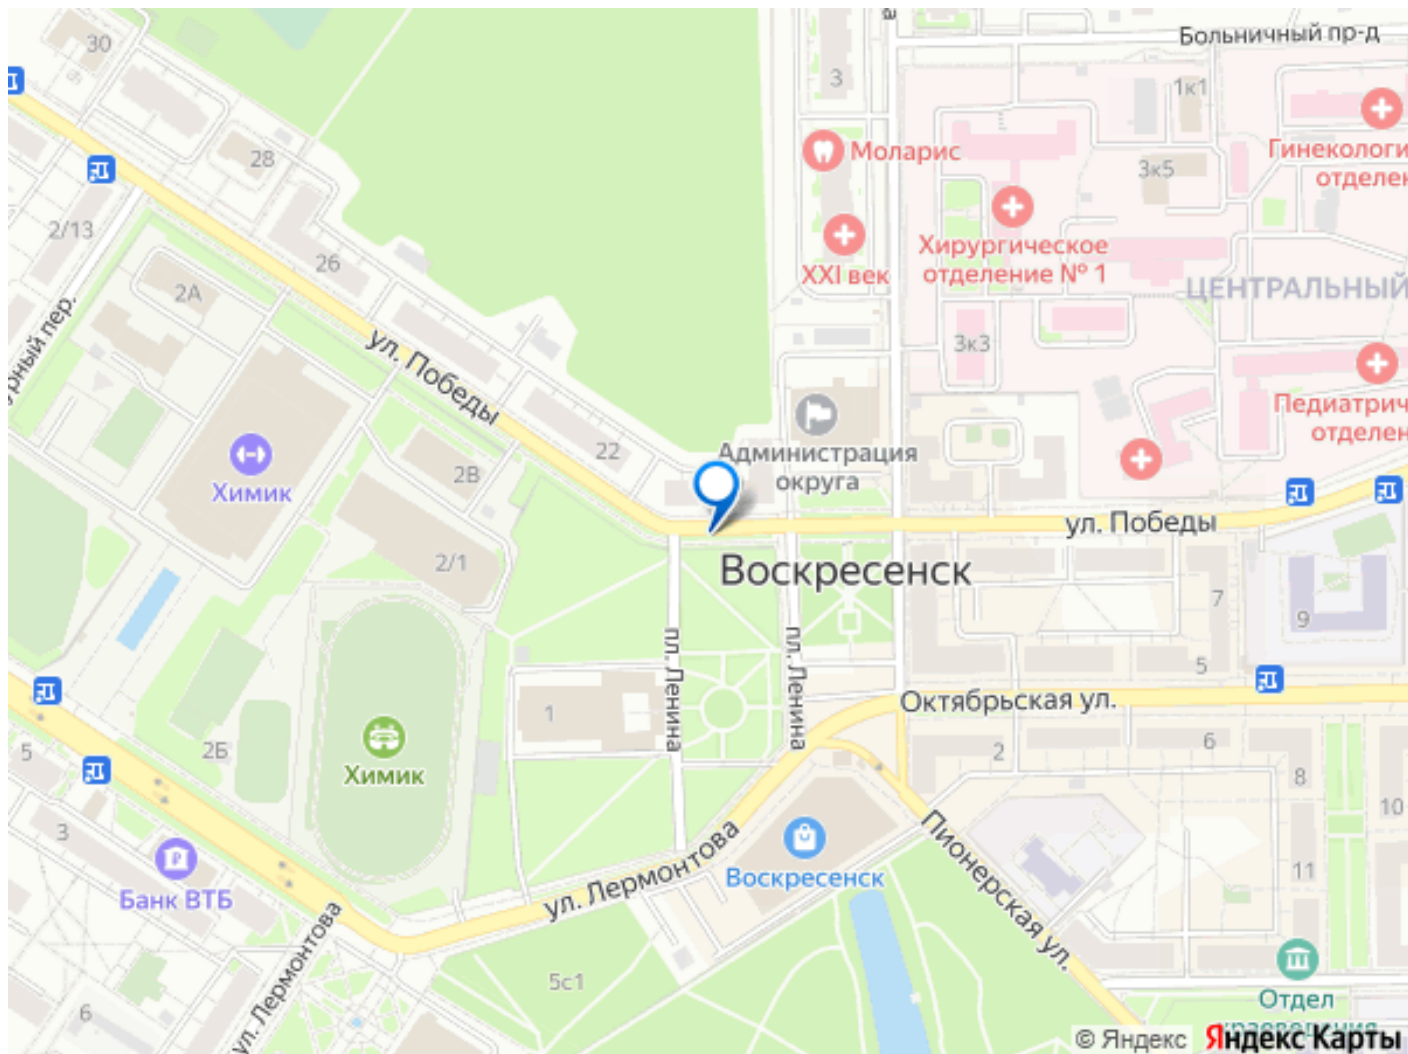 30
Больничный пр-д
3
1к1
28
Моларис
3к5
Гинекологи
отделен
2/13
26
2А
XXI век
Хирургическое
отделение № 1
ЦЕНТРАЛЬНЫЙ
урный пер.
ул. Победы
3к3
Педиатрич
отделен
22
2В
Химик
Администрация
округа
ул. Победы
2/1
Воскресенск
7
9
пл. Ленина
пл. Ленина
5
1
Октябрьская ул.
2Б
Химик
5
2
6
8
10
3
Банк ВТБ
ул. Лермонтова
Воскресенск
Пионерская ул.
11
ул. Лермонтова
5с1
6
Отдел
краеведения
© Яндекс
Яндекс Карты